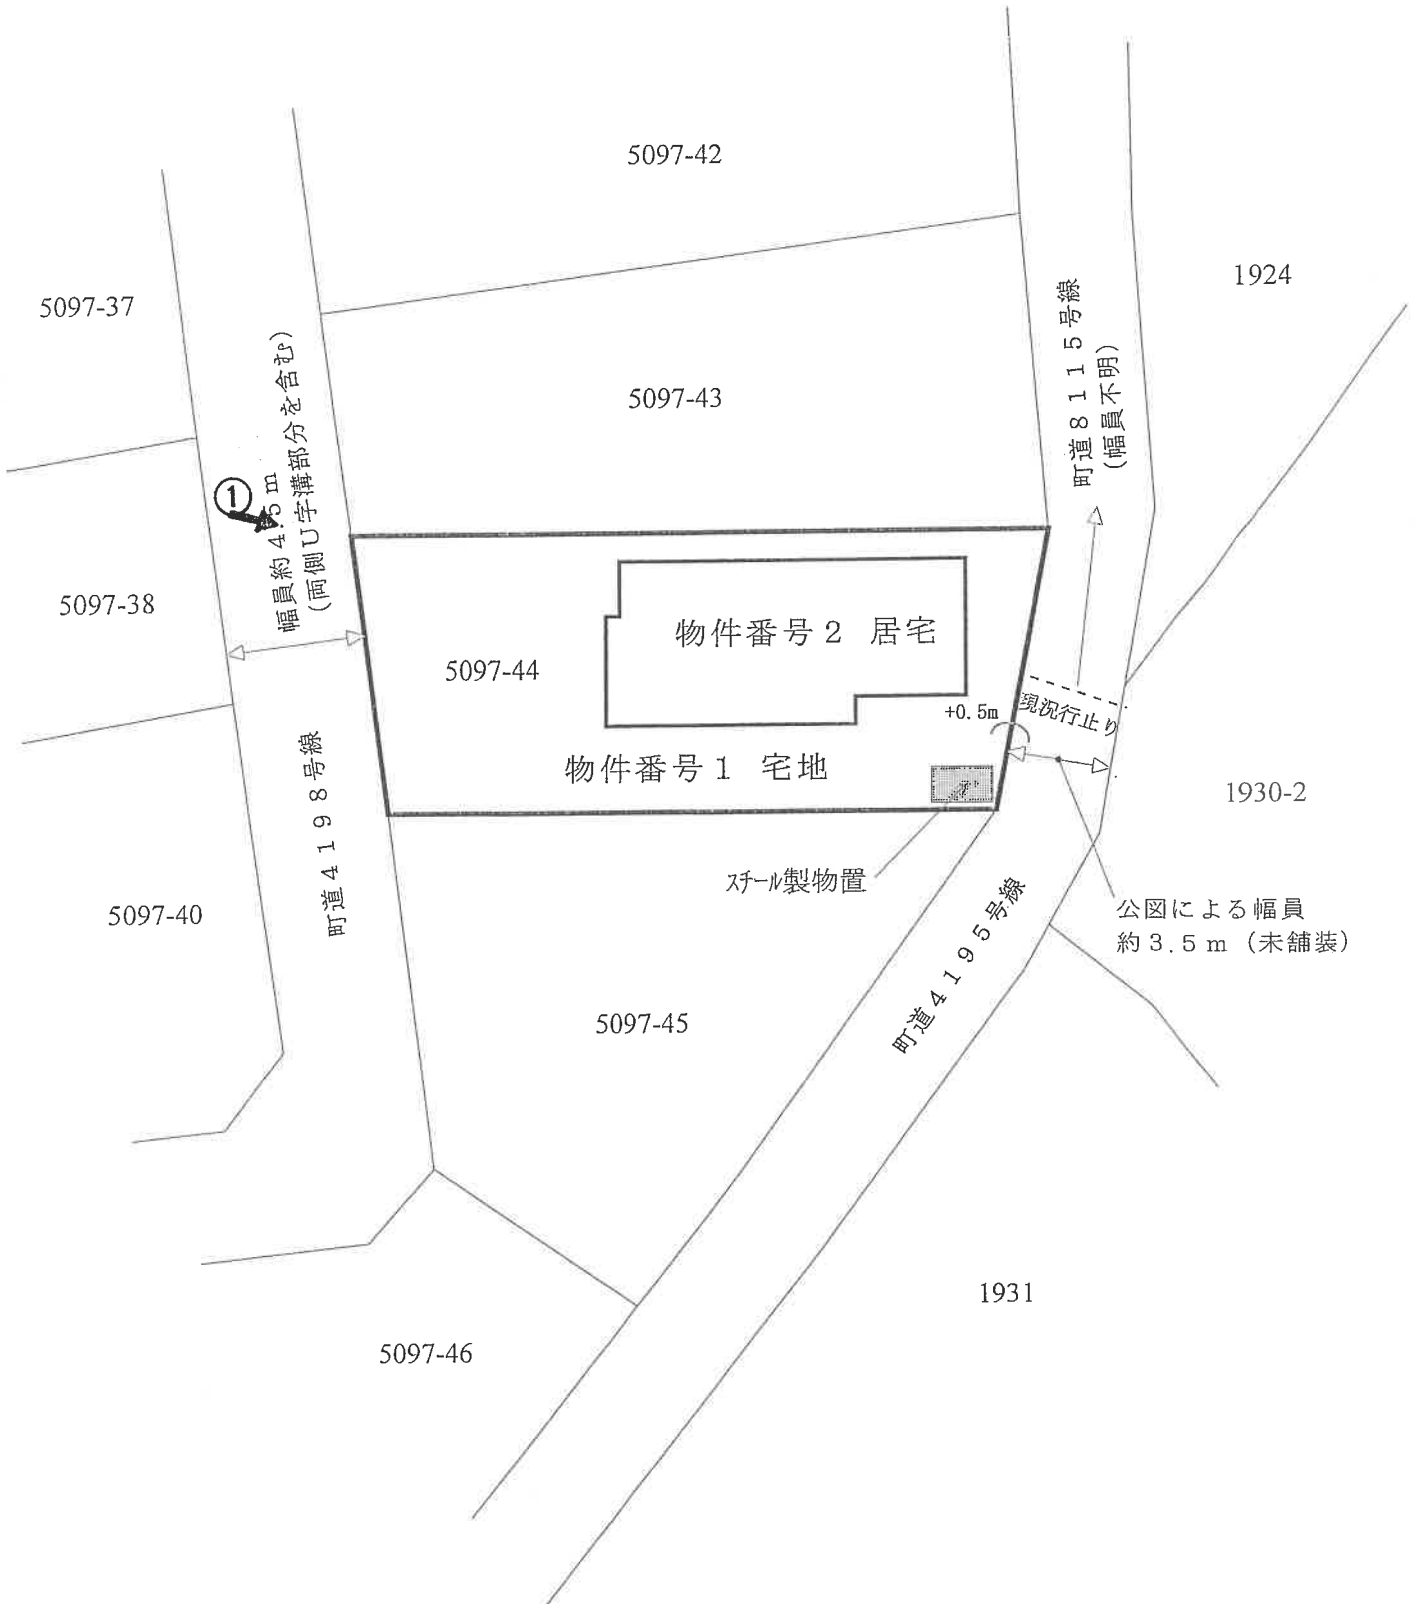 5097-42
1924
5097-37
町道8115号線
(幅員不明)
幅員約4.5m
(両側U字溝部分を含む)
5097-43
①
5097-38
物件番号2 居宅
5097-44
+0.5m
現況行止り
物件番号1 宅地
町道4198号線
1930-2
スチール製物置
町道4195号線
公図による幅員
約3.5m(未舗装)
5097-40
5097-45
1931
5097-46